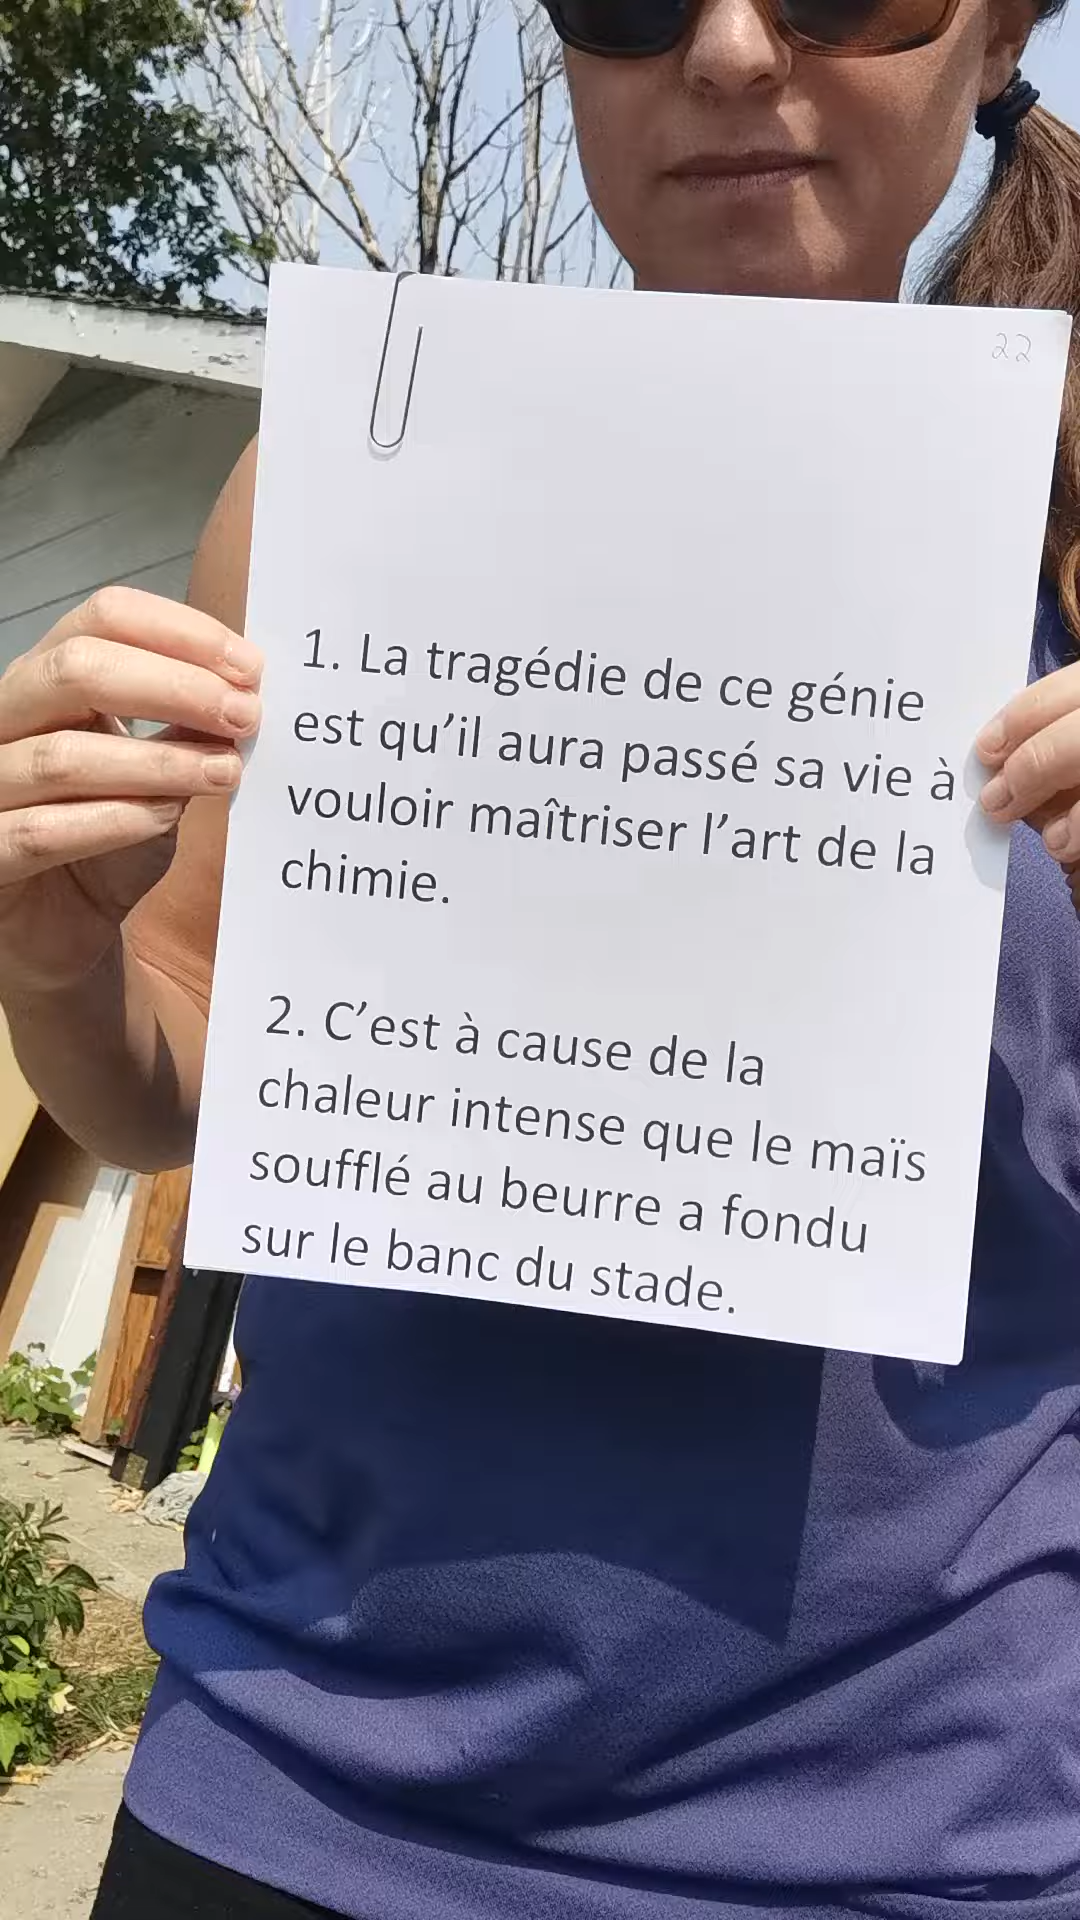 22
1. La tragédie de ce génie
est qu’il aura passé sa vie à
vouloir maîtriser l’art de la
chimie.
2. C’est à cause de la
chaleur intense que le maïs
soufflé au beurre a fondu
sur le banc du stade.